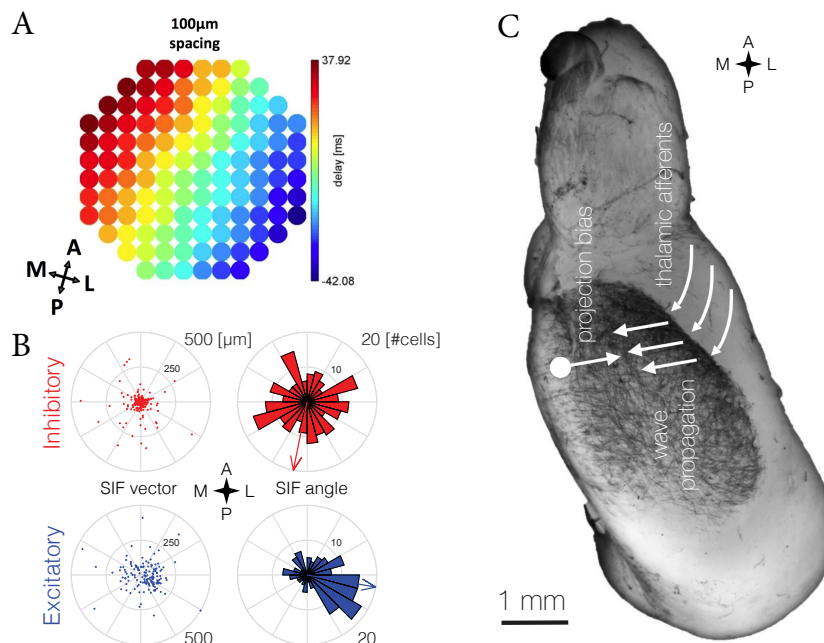 A
100µm
spacing
37.92
delay [ms]
-42.08
A
M L
P
B
500 [µm]
250
20 [#cells]
10
Inhibitory
SIF vector
A
M L
P
SIF angle
Excitatory
250
500
10
20
C
A
M L
P
projection bias
thalamic afferents
wave
propagation
1 mm